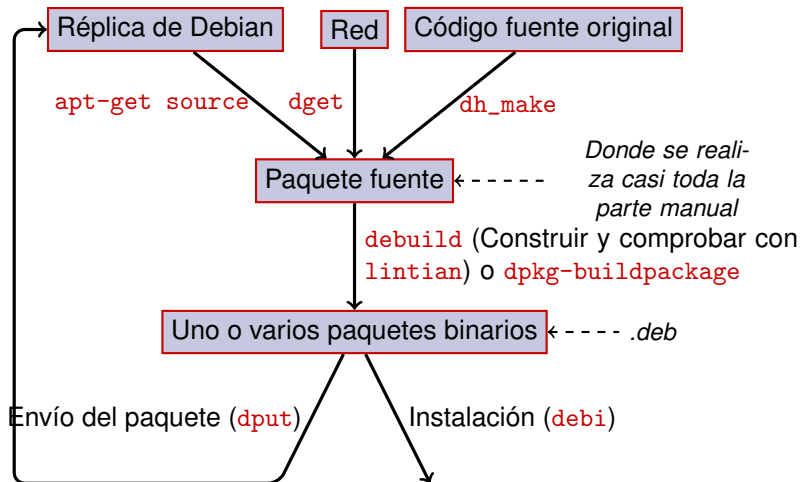 Réplica de Debian
Red
Código fuente original
apt-get source
dget
dh_make
Paquete fuente
Donde se reali-
za casi toda la
parte manual
debuild (Construir y comprobar con
lintian) o dpkg-buildpackage
Uno o varios paquetes binarios
.deb
Envío del paquete (dput)
Instalación (debi)